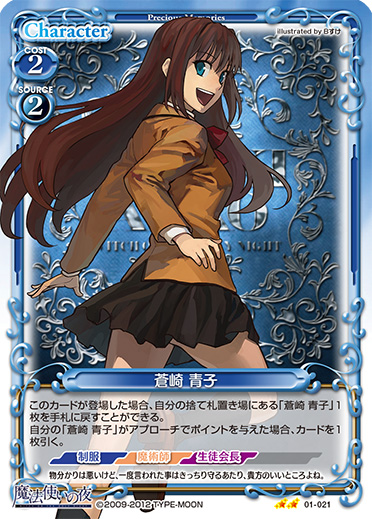 Precious Memories
Character
illustrated by Bすけ
COST
2
SOURCE
2
蒼崎 青子
このカードが登場した場合、自分の捨て札置き場にある「蒼崎 青子」1
枚を手札に戻すことができる。
自分の「蒼崎 青子」がアプローチでポイントを与えた場合、カードを1
枚引く。
制服 魔術師 生徒会長
物分かりは悪いけど、一度言われた事はきっちり守るあたり、貴方のいいところよね。
魔法使いの夜
©2009-2012 TYPE-MOON
01-021